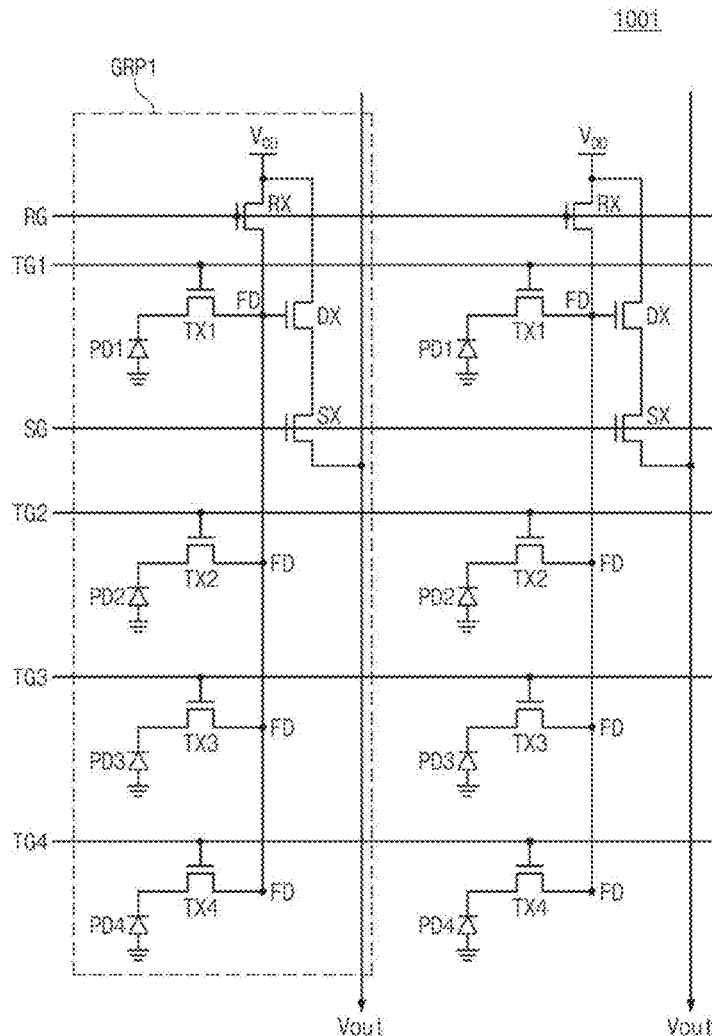 1001
GRP1
VDD VDD
RG RX RX
TG1
FD DX FD DX
TX1 TX1
PD1 PD1
SG SX SX
TG2
FD FD
TX2 TX2
PD2 PD2
TG3
FD FD
TX3 TX3
PD3 PD3
TG4
FD FD
TX4 TX4
PD4 PD4
Vout Vout